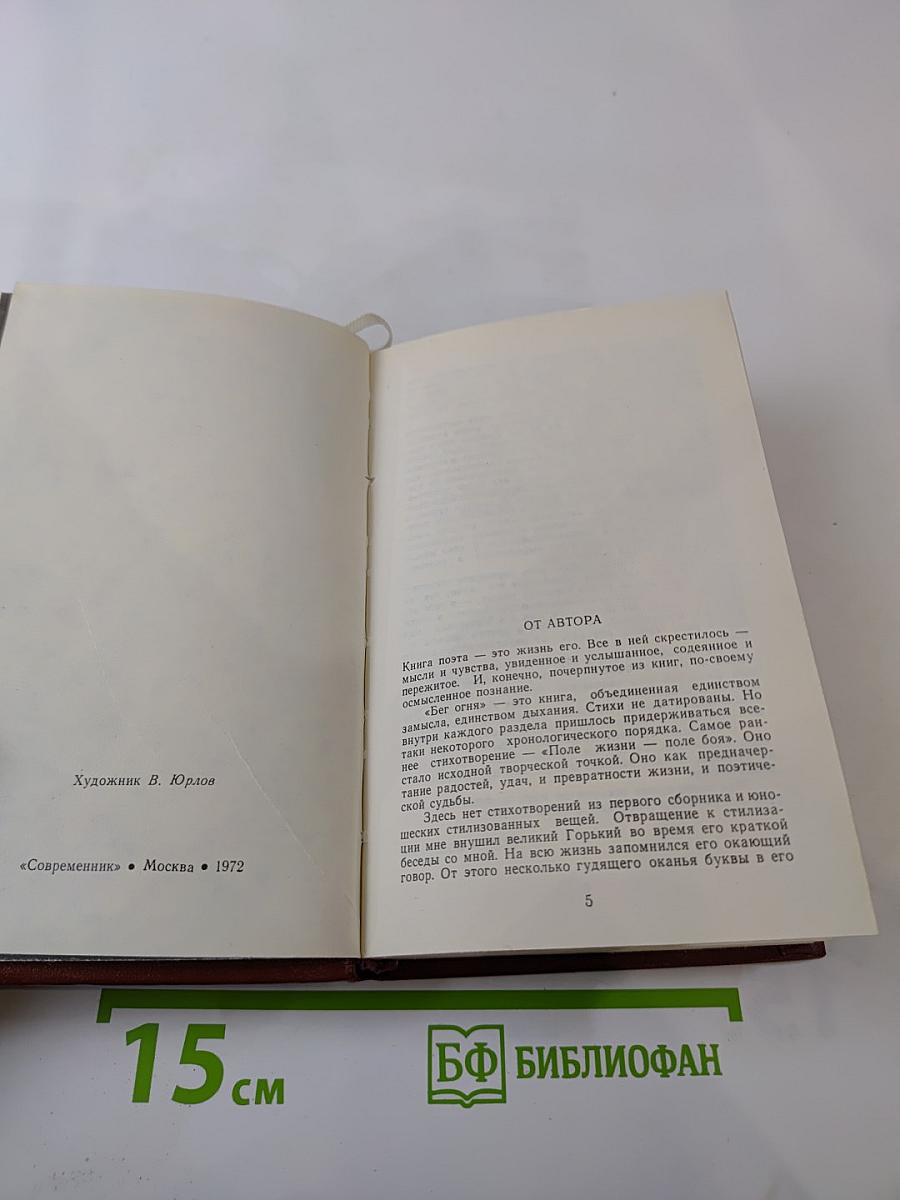 Художник В. Юрлов
«Современник» • Москва • 1972
ОТ АВТОРА
Книга поэта — это жизнь его. Все в ней скрестилось —
мысли и чувства, увиденное и услышанное, содеянное и
пережитое. И, конечно, почерпнутое из книг, по-своему
осмысленное познание.
«Бег огня» — это книга, объединенная единством
замысла, единством дыхания. Стихи не датированы. Но
внутри каждого раздела пришлось придерживаться все-
таки некоторого хронологического порядка. Самое ран-
нее стихотворение — «Поле жизни — поле боя». Оно
стало исходной творческой точкой. Оно как предначер-
тание радостей, удач, и превратности жизни, и поэтиче-
ской судьбы.
Здесь нет стихотворений из первого сборника и юно-
шеских стилизованных вещей. Отвращение к стилиза-
ции мне внушил великий Горький во время его краткой
беседы со мной. На всю жизнь запомнился его окающий
говор. От этого несколько гудящего оканья буквы в его
5
15 см
БФ БИБЛИОФАН